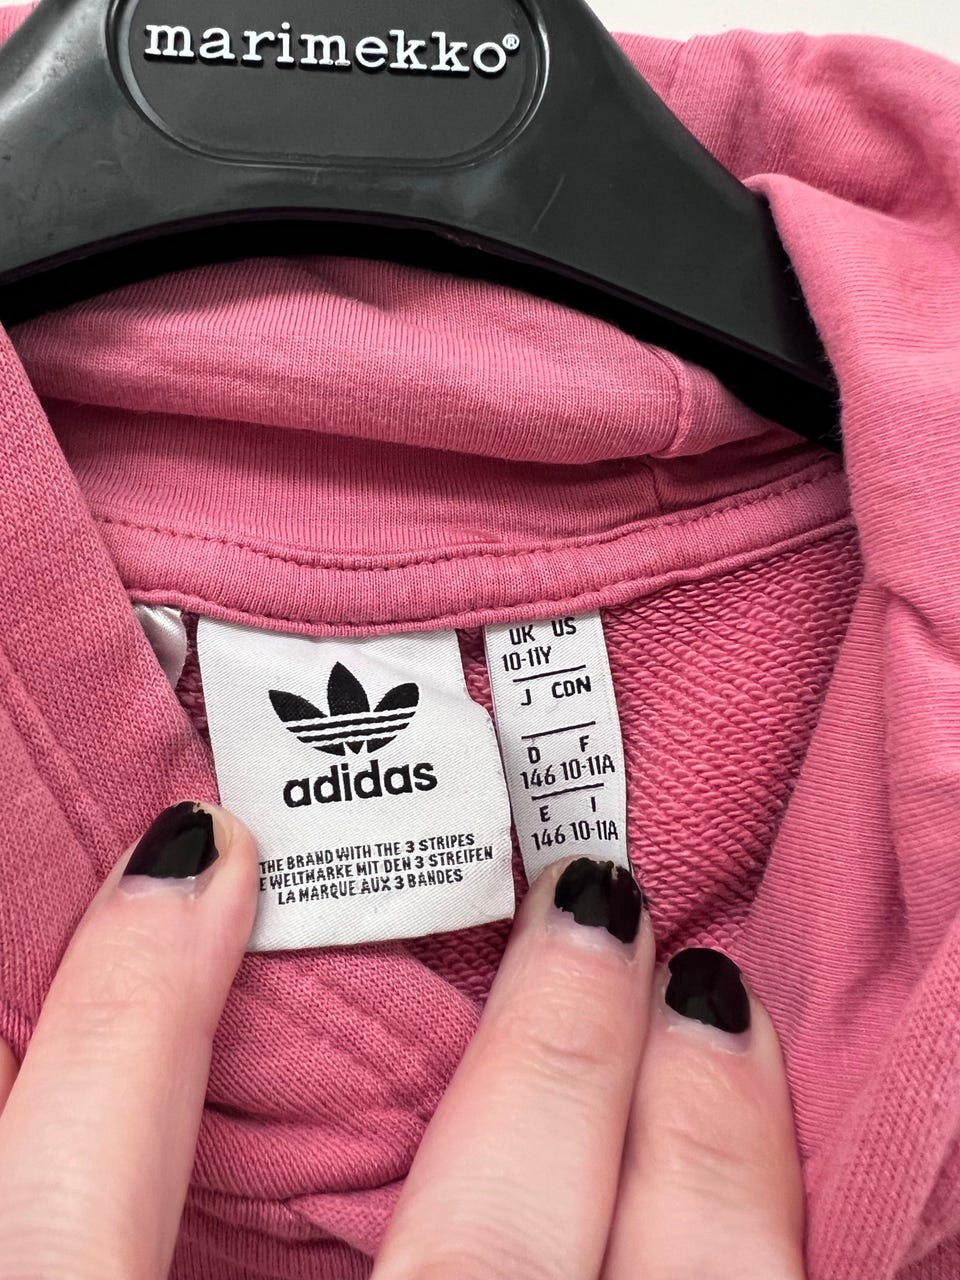 marimekko®
adidas
THE BRAND WITH THE 3 STRIPES
E WELTMARKE MIT DEN 3 STREIFEN
LA MARQUE AUX 3 BANDES
UK US
10-11Y
J CDN
D F
146 10-11A
E I
146 10-11A